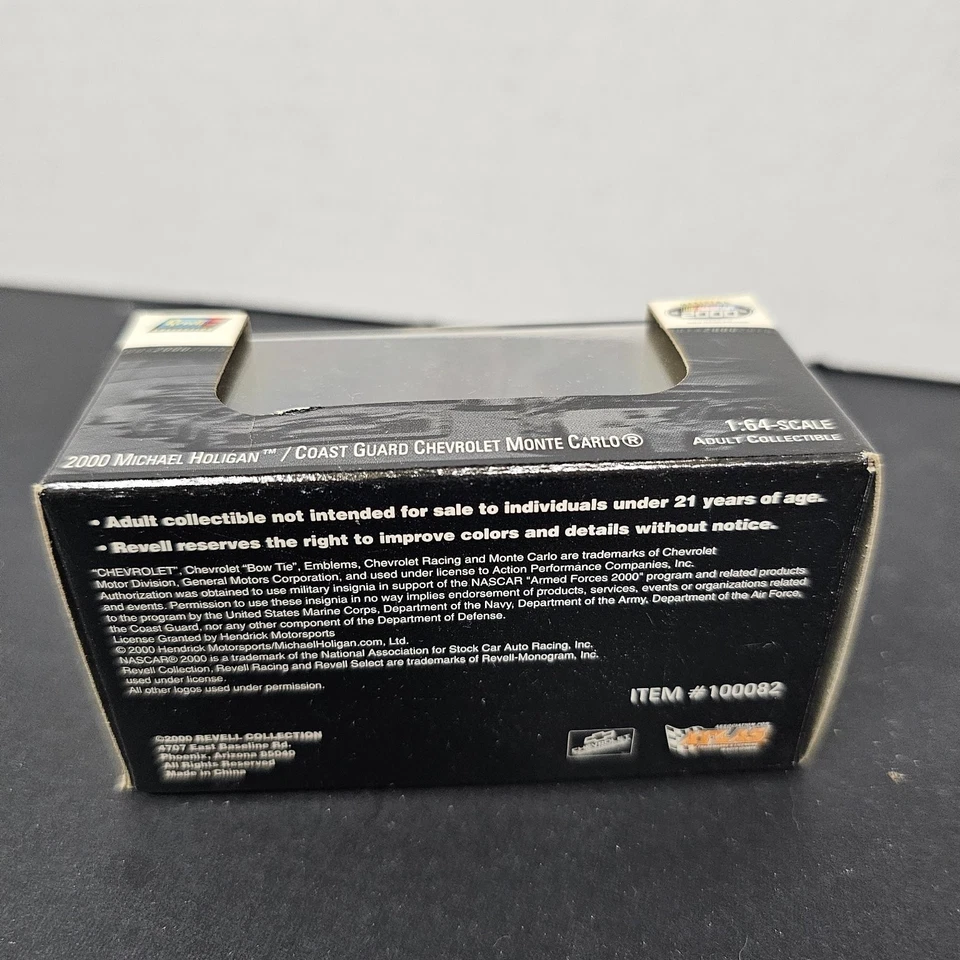 Revell
2000
2000 MICHAEL HOLIGAN™ / COAST GUARD CHEVROLET MONTE CARLO®
1:64-SCALE
ADULT COLLECTIBLE
• Adult collectible not intended for sale to individuals under 21 years of age.
• Revell reserves the right to improve colors and details without notice.
"CHEVROLET", Chevrolet "Bow Tie", Emblems, Chevrolet Racing and Monte Carlo are trademarks of Chevrolet
Motor Division, General Motors Corporation, and used under license to Action Performance Companies, Inc.
Authorization was obtained to use military insignia in support of the NASCAR "Armed Forces 2000" program and related products
and events. Permission to use these insignia in no way implies endorsement of products, services, events or organizations related
to the program by the United States Marine Corps, Department of the Navy, Department of the Army, Department of the Air Force,
the Coast Guard, nor any other component of the Department of Defense.
License Granted by Hendrick Motorsports
© 2000 Hendrick Motorsports/MichaelHoligan.com, Ltd.
NASCAR® 2000 is a trademark of the National Association for Stock Car Auto Racing, Inc.
Revell Collection, Revell Racing and Revell Select are trademarks of Revell-Monogram, Inc.
used under license.
All other logos used under permission.
ITEM #100082
©2000 REVELL COLLECTION
4707 East Baseline Rd.
Phoenix, Arizona 85040
All Rights Reserved
Made in China
CHEVROLET
ATLAS